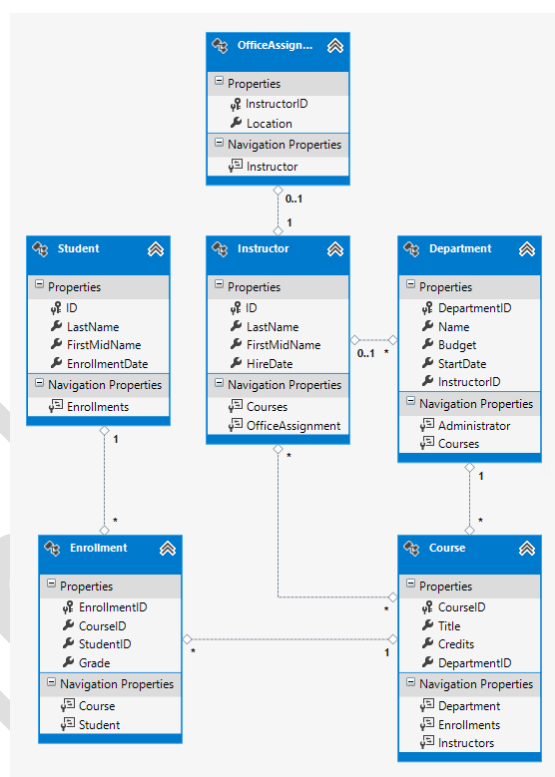 OfficeAssign...
Properties
InstructorID
Location
Navigation Properties
Instructor
0..1
1
Student
Properties
ID
LastName
FirstMidName
EnrollmentDate
Navigation Properties
Enrollments
1
*
Instructor
Properties
ID
LastName
FirstMidName
HireDate
Navigation Properties
Courses
OfficeAssignment
0..1 *
*
*
Department
Properties
DepartmentID
Name
Budget
StartDate
InstructorID
Navigation Properties
Administrator
Courses
1
*
Enrollment
Properties
EnrollmentID
CourseID
StudentID
Grade
Navigation Properties
Course
Student
*
1
Course
Properties
CourseID
Title
Credits
DepartmentID
Navigation Properties
Department
Enrollments
Instructors